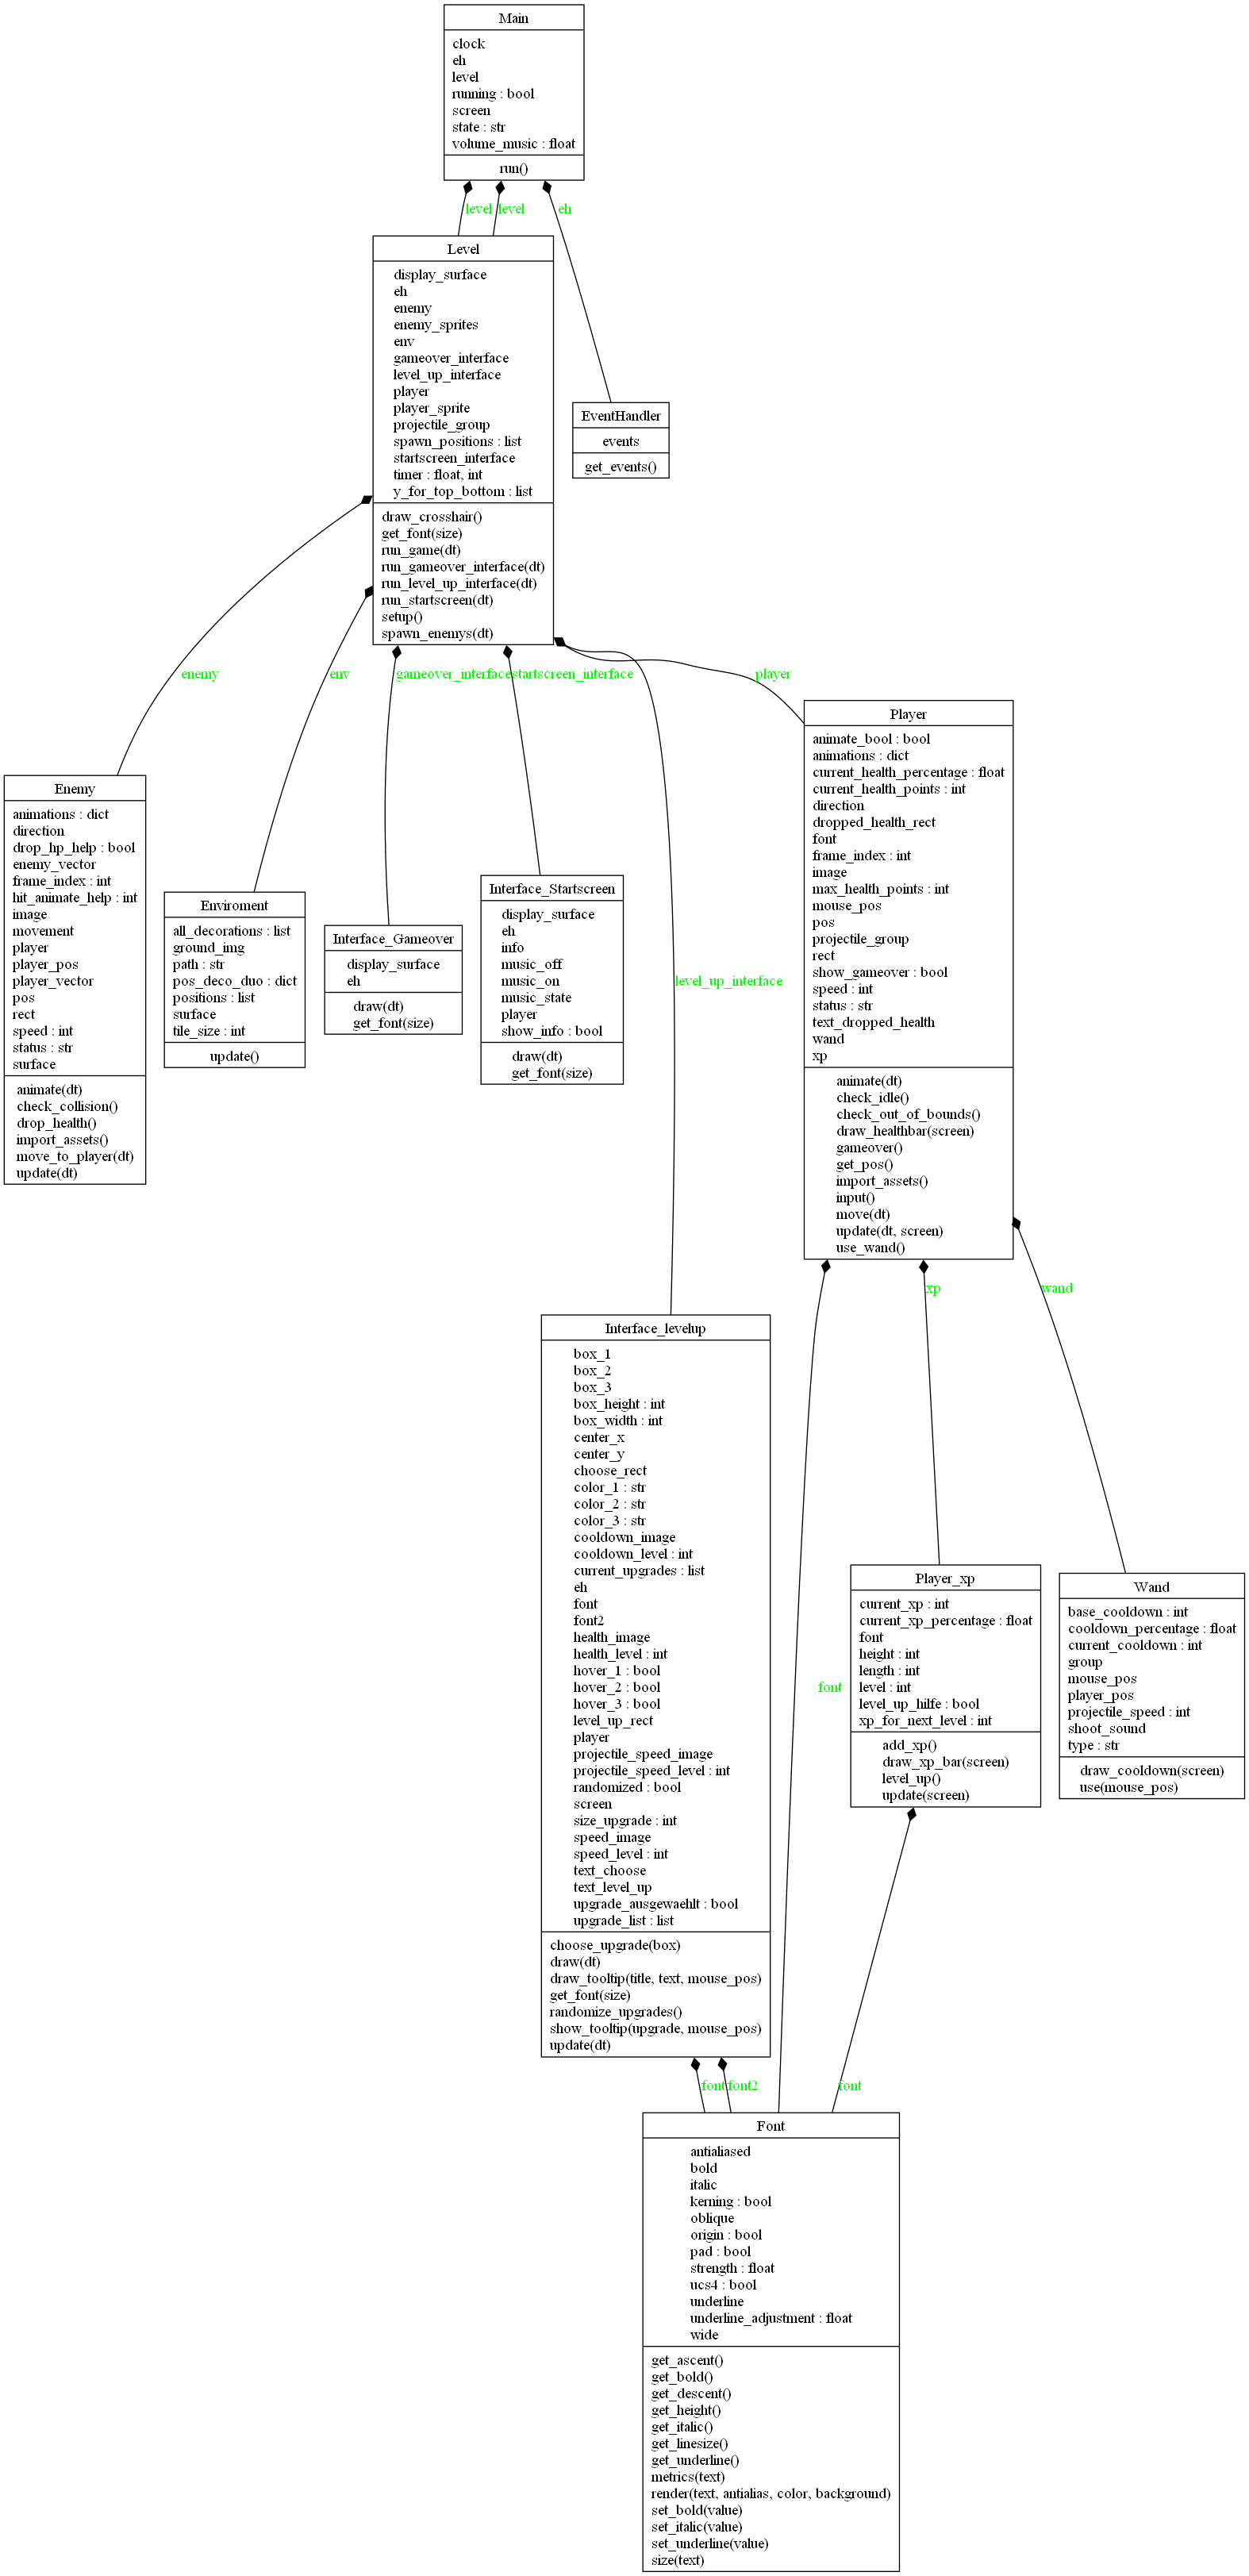 Main
clock
eh
level
running : bool
screen
state : str
volume_music : float
run()
level
level
eh
Level
display_surface
eh
enemy
enemy_sprites
env
gameover_interface
level_up_interface
player
player_sprite
projectile_group
spawn_positions : list
startscreen_interface
timer : float, int
y_for_top_bottom : list
draw_crosshair()
get_font(size)
run_game(dt)
run_gameover_interface(dt)
run_level_up_interface(dt)
run_startscreen(dt)
setup()
spawn_enemys(dt)
EventHandler
events
get_events()
enemy
env
gameover_interface
startscreen_interface
player
level_up_interface
Enemy
animations : dict
direction
drop_hp_help : bool
enemy_vector
frame_index : int
hit_animate_help : int
image
movement
player
player_pos
player_vector
pos
rect
speed : int
status : str
surface
animate(dt)
check_collision()
drop_health()
import_assets()
move_to_player(dt)
update(dt)
Enviroment
all_decorations : list
ground_img
path : str
pos_deco_duo : dict
positions : list
surface
tile_size : int
update()
Interface_Gameover
display_surface
eh
draw(dt)
get_font(size)
Interface_Startscreen
display_surface
eh
info
music_off
music_on
music_state
player
show_info : bool
draw(dt)
get_font(size)
Player
animate_bool : bool
animations : dict
current_health_percentage : float
current_health_points : int
direction
dropped_health_rect
font
frame_index : int
image
max_health_points : int
mouse_pos
pos
projectile_group
rect
show_gameover : bool
speed : int
status : str
text_dropped_health
wand
xp
animate(dt)
check_idle()
check_out_of_bounds()
draw_healthbar(screen)
gameover()
get_pos()
import_assets()
input()
move(dt)
update(dt, screen)
use_wand()
xp
wand
font
Interface_levelup
box_1
box_2
box_3
box_height : int
box_width : int
center_x
center_y
choose_rect
color_1 : str
color_2 : str
color_3 : str
cooldown_image
cooldown_level : int
current_upgrades : list
eh
font
font2
health_image
health_level : int
hover_1 : bool
hover_2 : bool
hover_3 : bool
level_up_rect
player
projectile_speed_image
projectile_speed_level : int
randomized : bool
screen
size_upgrade : int
speed_image
speed_level : int
text_choose
text_level_up
upgrade_ausgewaehlt : bool
upgrade_list : list
choose_upgrade(box)
draw(dt)
draw_tooltip(title, text, mouse_pos)
get_font(size)
randomize_upgrades()
show_tooltip(upgrade, mouse_pos)
update(dt)
Player_xp
current_xp : int
current_xp_percentage : float
font
height : int
length : int
level : int
level_up_hilfe : bool
xp_for_next_level : int
add_xp()
draw_xp_bar(screen)
level_up()
update(screen)
Wand
base_cooldown : int
cooldown_percentage : float
current_cooldown : int
group
mouse_pos
player_pos
projectile_speed : int
shoot_sound
type : str
draw_cooldown(screen)
use(mouse_pos)
font
font2
font
Font
antialiased
bold
italic
kerning : bool
oblique
origin : bool
pad : bool
strength : float
ucs4 : bool
underline
underline_adjustment : float
wide
get_ascent()
get_bold()
get_descent()
get_height()
get_italic()
get_linesize()
get_underline()
metrics(text)
render(text, antialias, color, background)
set_bold(value)
set_italic(value)
set_underline(value)
size(text)